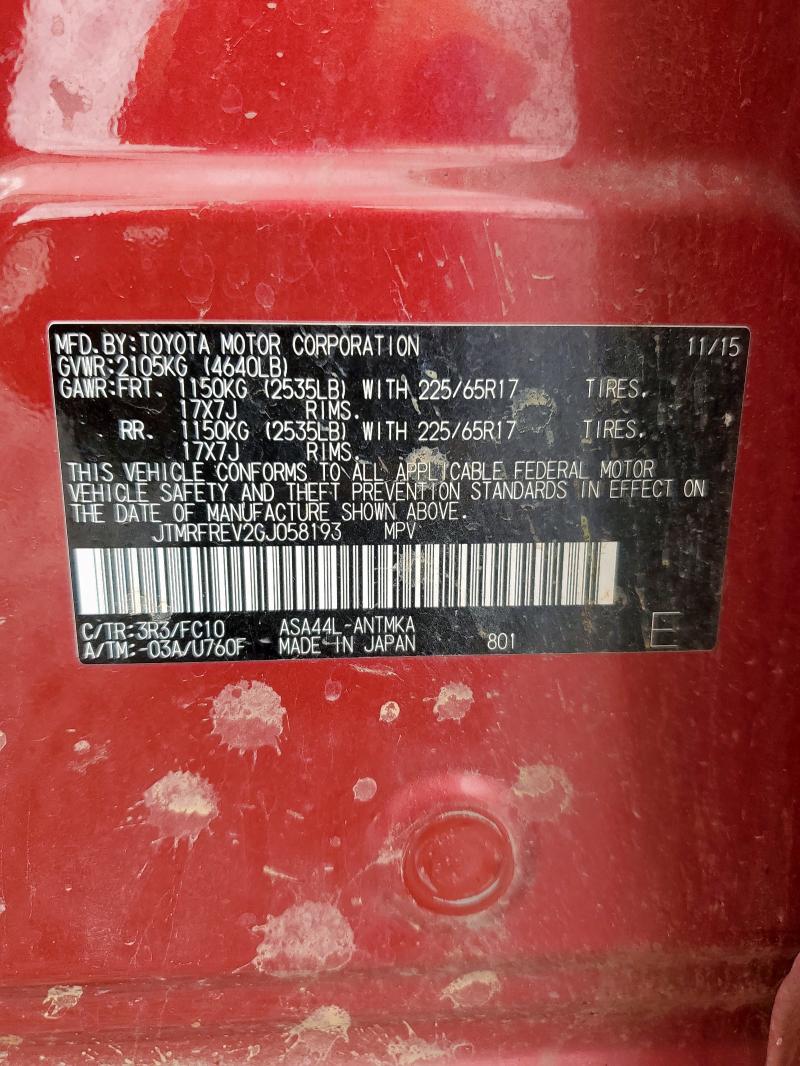 MFD.BY:TOYOTA MOTOR CORPORATION 11/15
GVWR:2105KG (4640LB)
GAWR:FRT. 1150KG (2535LB) WITH 225/65R17 TIRES.
17X7J RIMS.
RR. 1150KG (2535LB) WITH 225/65R17 TIRES.
17X7J RIMS.
THIS VEHICLE CONFORMS TO ALL APPLICABLE FEDERAL MOTOR
VEHICLE SAFETY AND THEFT PREVENTION STANDARDS IN EFFECT ON
THE DATE OF MANUFACTURE SHOWN ABOVE.
JTMRFREV2GJ058193 MPV
C/TR:3R3/FC10 ASA44L-ANTMKA
A/TM:-03A/U760F MADE IN JAPAN 801 E